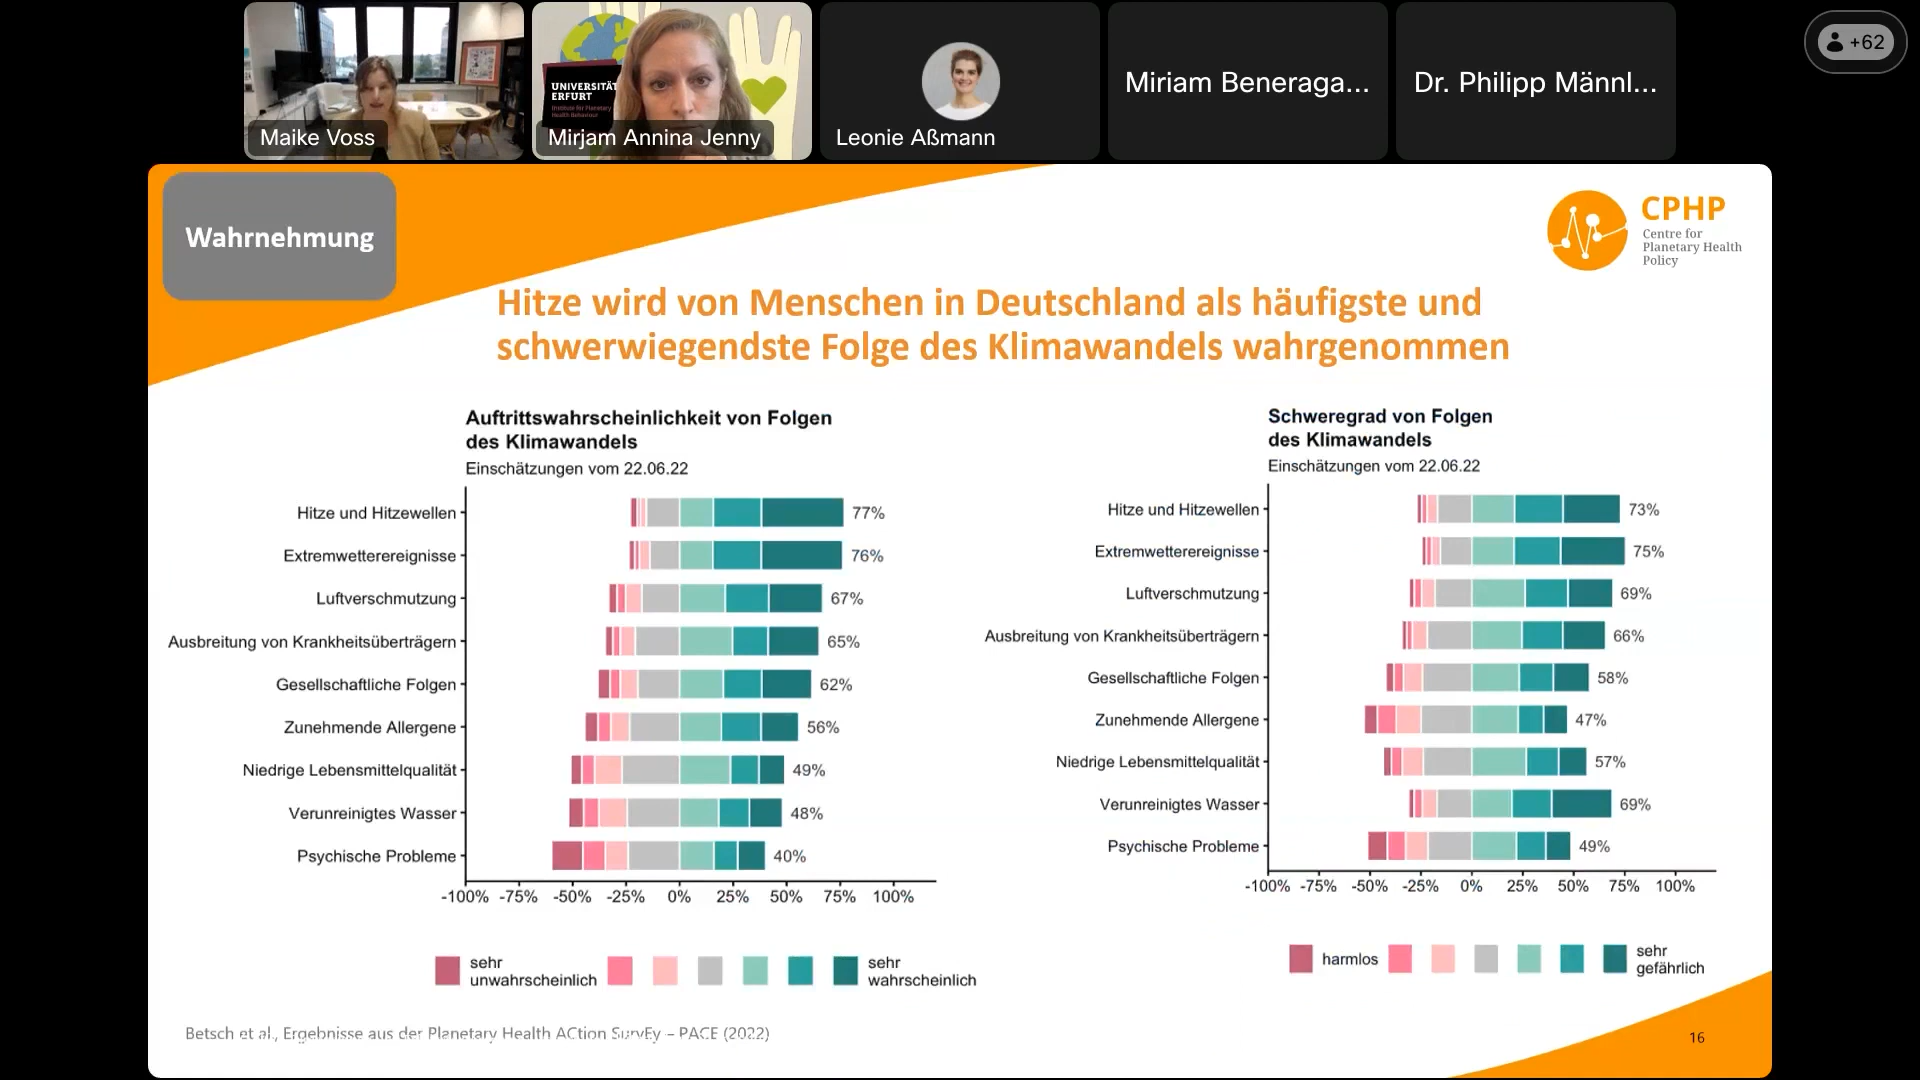 UNIVERSITÄT
ERFURT
Institute for Planetary
Health Behaviour
Maike Voss
Mirjam Annina Jenny
Leonie Aßmann
Miriam Beneraga...
Dr. Philipp Männl...
+62
Wahrnehmung
CPHP
Centre for
Planetary Health
Policy
Hitze wird von Menschen in Deutschland als häufigste und
schwerwiegendste Folge des Klimawandels wahrgenommen
Auftrittswahrscheinlichkeit von Folgen
des Klimawandels
Einschätzungen vom 22.06.22
Hitze und Hitzewellen 77%
Extremwetterereignisse 76%
Luftverschmutzung 67%
Ausbreitung von Krankheitsüberträgern 65%
Gesellschaftliche Folgen 62%
Zunehmende Allergene 56%
Niedrige Lebensmittelqualität 49%
Verunreinigtes Wasser 48%
Psychische Probleme 40%
-100% -75% -50% -25% 0% 25% 50% 75% 100%
sehr
unwahrscheinlich
sehr
wahrscheinlich
Schweregrad von Folgen
des Klimawandels
Einschätzungen vom 22.06.22
Hitze und Hitzewellen 73%
Extremwetterereignisse 75%
Luftverschmutzung 69%
Ausbreitung von Krankheitsüberträgern 66%
Gesellschaftliche Folgen 58%
Zunehmende Allergene 47%
Niedrige Lebensmittelqualität 57%
Verunreinigtes Wasser 69%
Psychische Probleme 49%
-100% -75% -50% -25% 0% 25% 50% 75% 100%
harmlos
sehr
gefährlich
Betsch et al., Ergebnisse aus der Planetary Health ACtion SurvEy – PACE (2022)
16